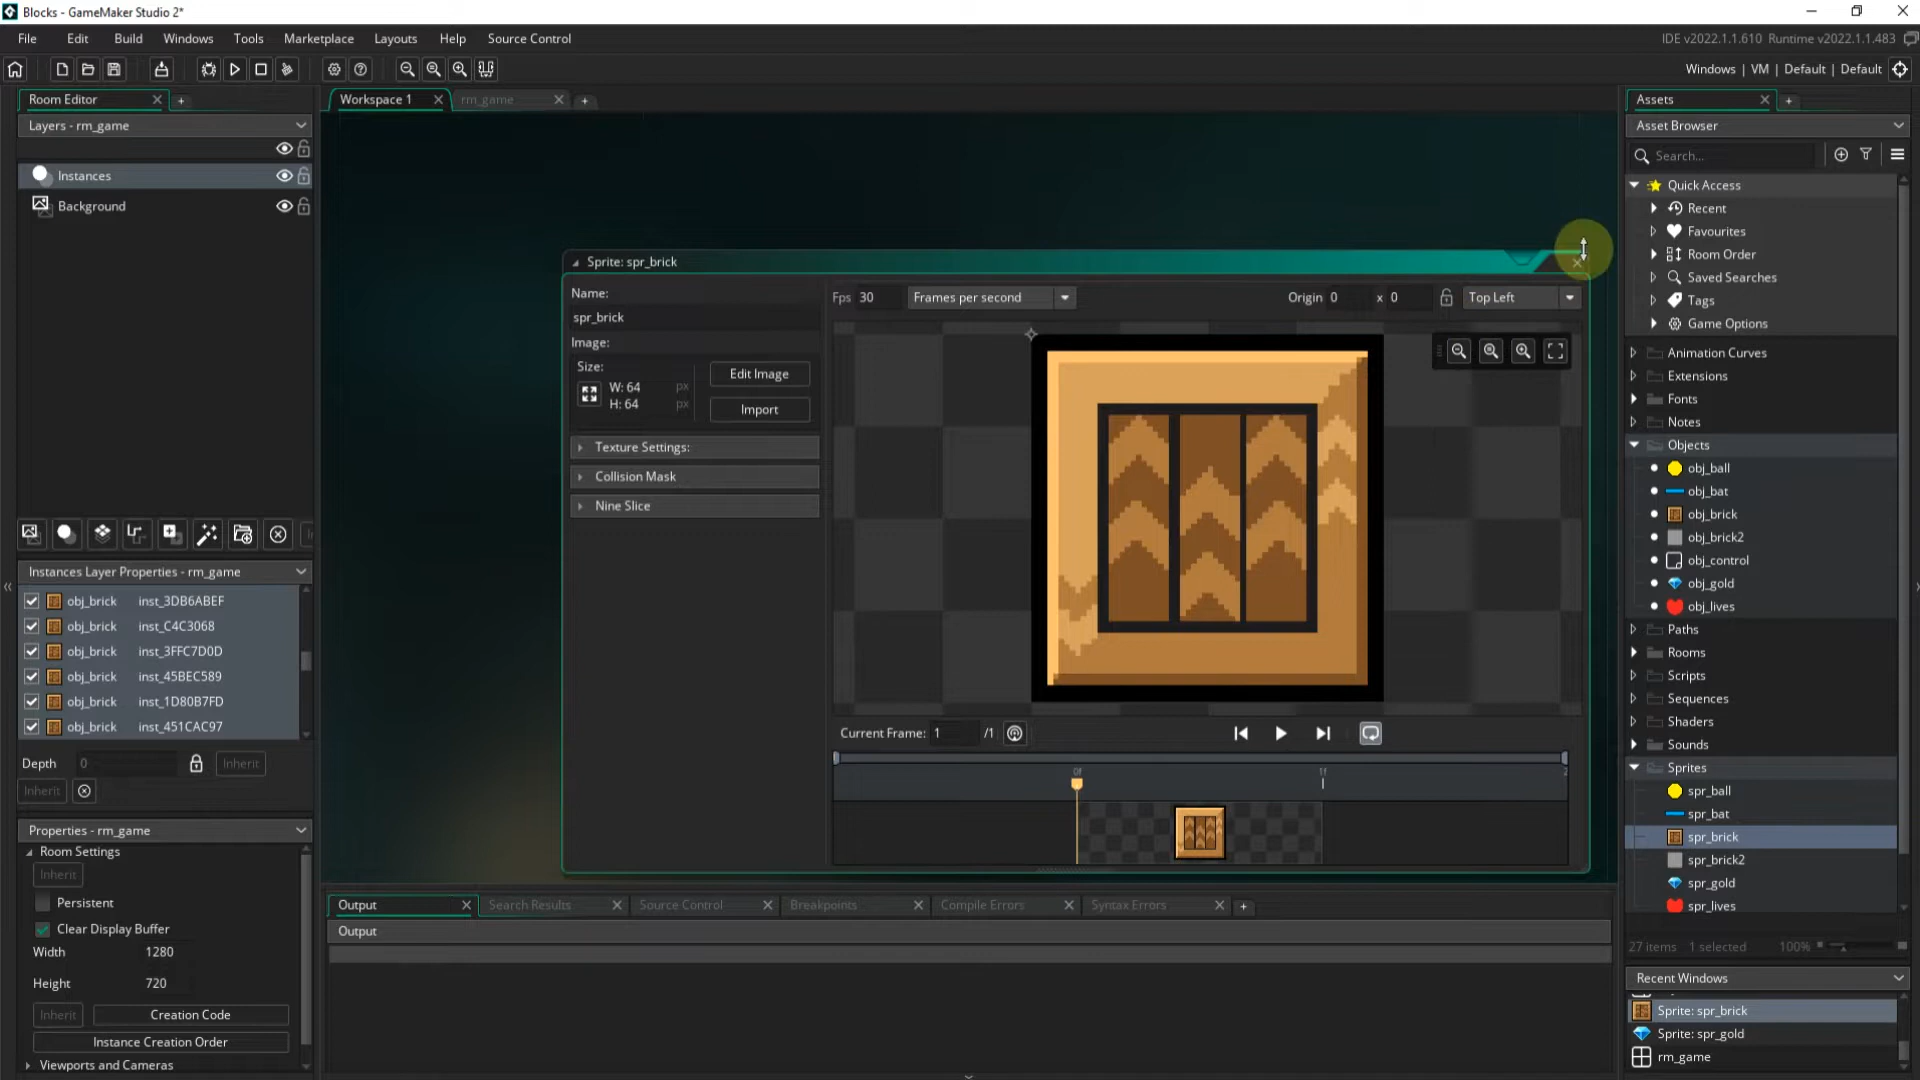 Blocks - GameMaker Studio 2*
File Edit Build Windows Tools Marketplace Layouts Help Source Control
IDE v2022.1.1.610 Runtime v2022.1.1.483
Windows | VM | Default | Default
Room Editor
Layers - rm_game
Instances
Background
Instances Layer Properties - rm_game
obj_brick inst_3DB6ABEF
obj_brick inst_C4C3068
obj_brick inst_3FFC7D0D
obj_brick inst_45BEC589
obj_brick inst_1D80B7FD
obj_brick inst_451CAC97
Depth 0 Inherit
Inherit
Properties - rm_game
Room Settings
Inherit
Persistent
Clear Display Buffer
Width 1280
Height 720
Inherit Creation Code
Instance Creation Order
Viewports and Cameras
Workspace 1 rm_game
Sprite: spr_brick
Name:
spr_brick
Image:
Size:
W: 64 px
H: 64 px
Edit Image
Import
Texture Settings:
Collision Mask
Nine Slice
Fps 30 Frames per second Origin 0 x 0 Top Left
Current Frame: 1 /1
0f 1f 2
Output Search Results Source Control Breakpoints Compile Errors Syntax Errors
Output
Assets
Asset Browser
Search...
Quick Access
Recent
Favourites
Room Order
Saved Searches
Tags
Game Options
Animation Curves
Extensions
Fonts
Notes
Objects
obj_ball
obj_bat
obj_brick
obj_brick2
obj_control
obj_gold
obj_lives
Paths
Rooms
Scripts
Sequences
Shaders
Sounds
Sprites
spr_ball
spr_bat
spr_brick
spr_brick2
spr_gold
spr_lives
27 items 1 selected 100%
Recent Windows
Sprite: spr_brick
Sprite: spr_gold
rm_game